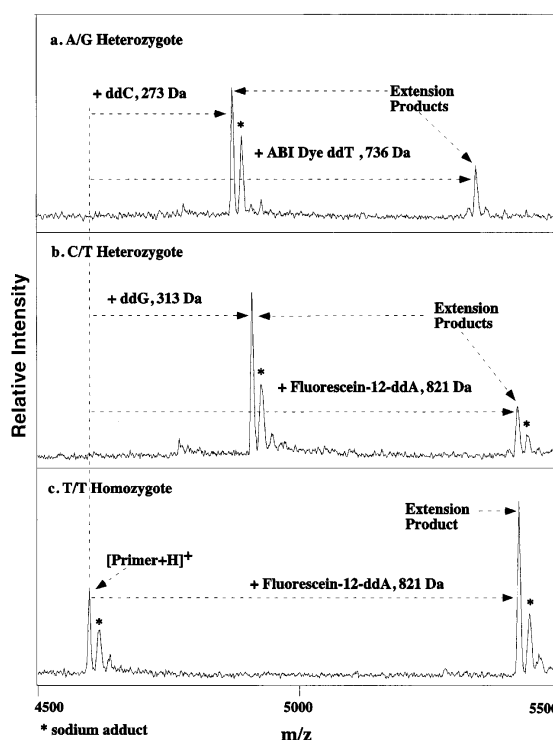 a. A/G Heterozygote
+ ddC, 273 Da
Extension
Products
*
+ ABI Dye ddT , 736 Da
b. C/T Heterozygote
+ ddG, 313 Da
Extension
Products
*
+ Fluorescein-12-ddA, 821 Da
*
c. T/T Homozygote
Extension
Product
[Primer+H]+
+ Fluorescein-12-ddA, 821 Da
*
*
Relative Intensity
4500
5000
5500
* sodium adduct
m/z